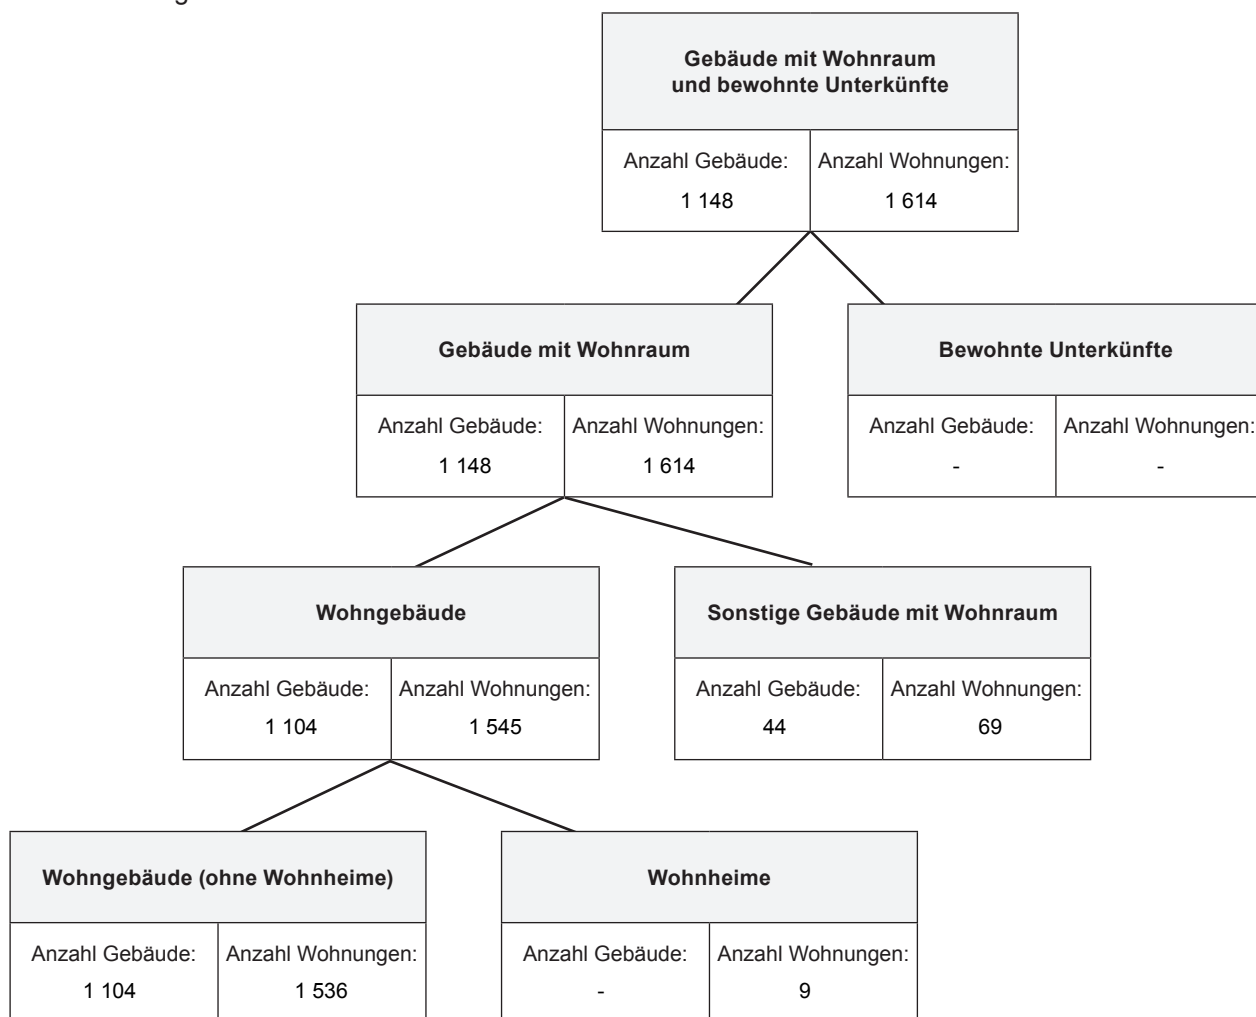 Gebäude mit Wohnraum
und bewohnte Unterkünfte
Anzahl Gebäude: Anzahl Wohnungen:
1 148 1 614
Gebäude mit Wohnraum Bewohnte Unterkünfte
Anzahl Gebäude: Anzahl Wohnungen: Anzahl Gebäude: Anzahl Wohnungen:
1 148 1 614 - -
Wohngebäude Sonstige Gebäude mit Wohnraum
Anzahl Gebäude: Anzahl Wohnungen: Anzahl Gebäude: Anzahl Wohnungen:
1 104 1 545 44 69
Wohngebäude (ohne Wohnheime) Wohnheime
Anzahl Gebäude: Anzahl Wohnungen: Anzahl Gebäude: Anzahl Wohnungen:
1 104 1 536 - 9